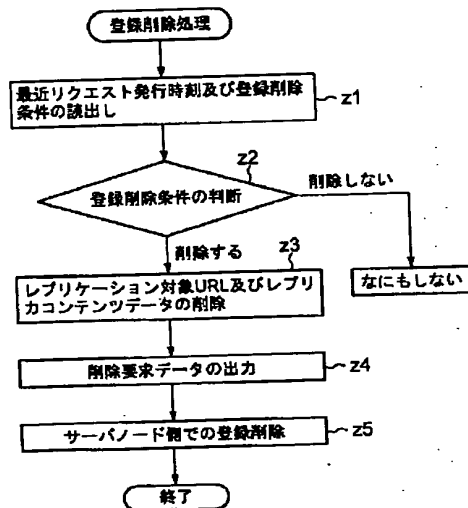 登録削除処理
最近リクエスト発行時刻及び登録削除
条件の読出し
z1
z2
登録削除条件の判断
削除しない
削除する
z3
レプリケーション対象URL及びレプリ
カコンテンツデータの削除
なにもしない
削除要求データの出力
z4
サーバノード側での登録削除
z5
終了